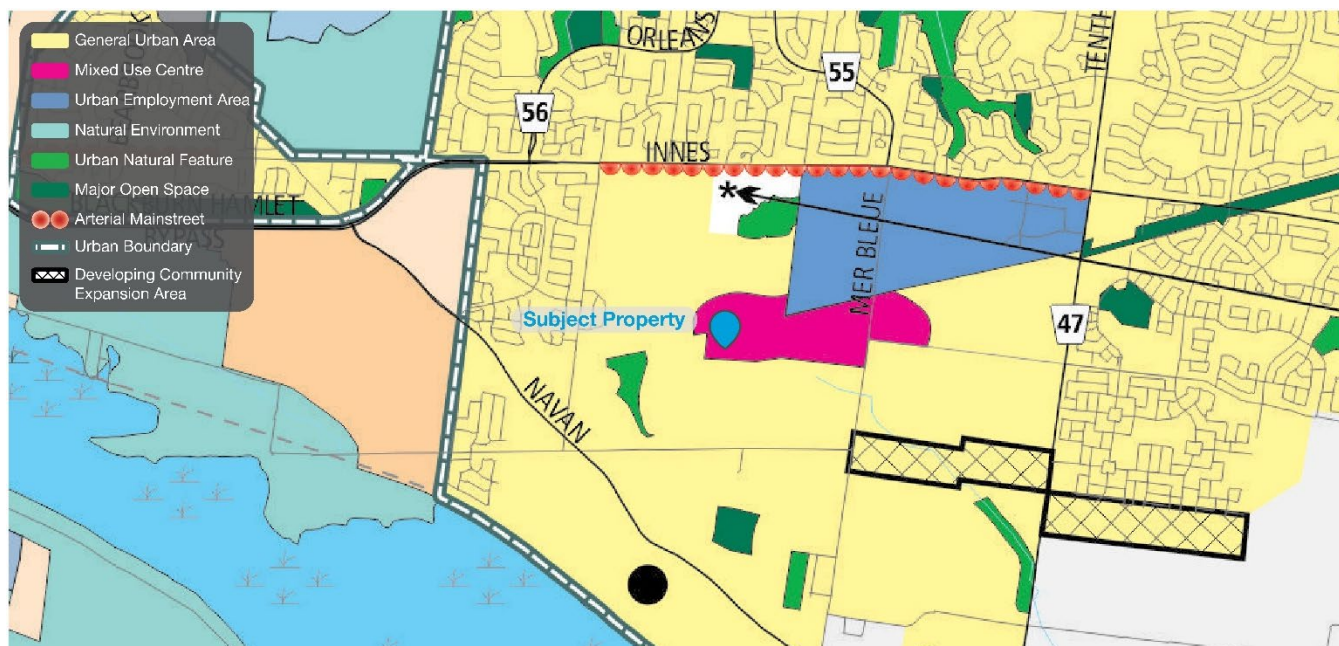 General Urban Area
Mixed Use Centre
Urban Employment Area
Natural Environment
Urban Natural Feature
Major Open Space
Arterial Mainstreet
Urban Boundary
Developing Community
Expansion Area
ORLEANS
55
TENTH
56
INNES
BLACKBURN HAMLET
BYPASS
*
MER BLEUE
Subject Property
47
NAVAN